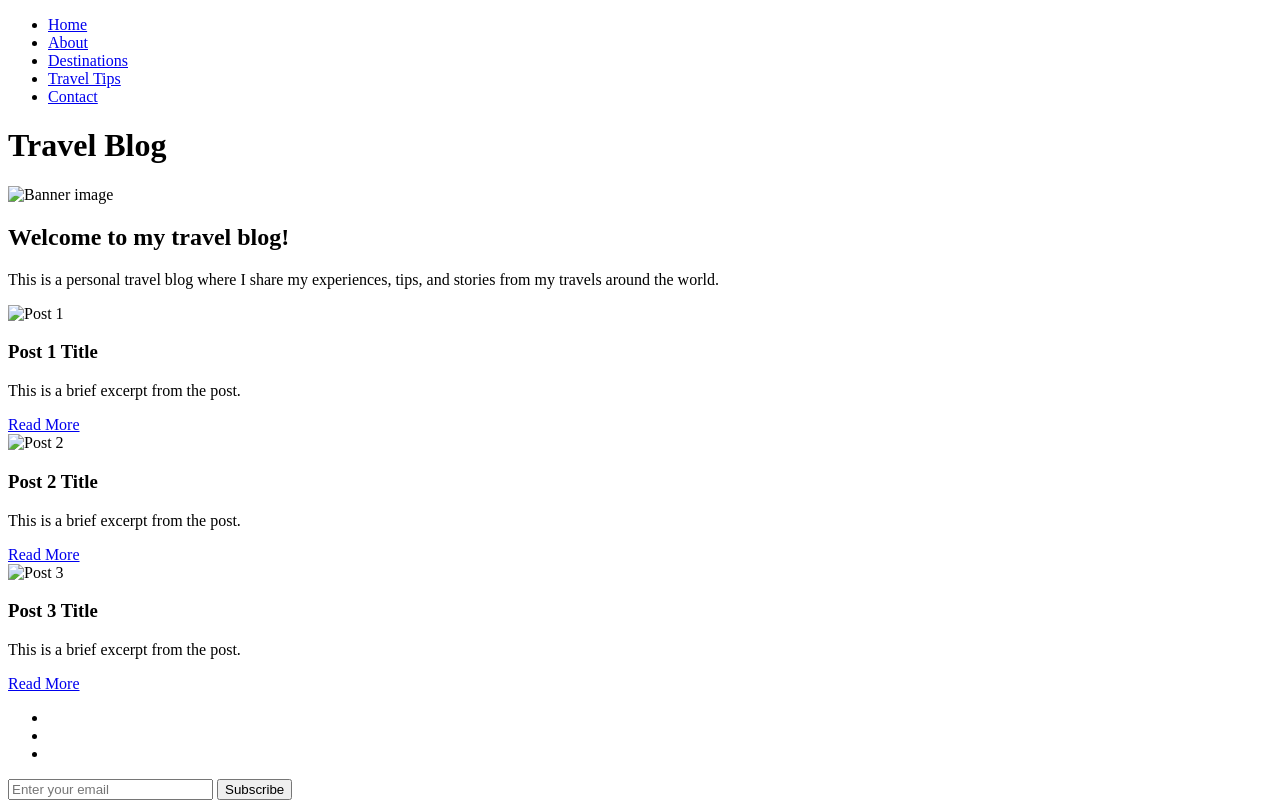 Home
About
Destinations
Travel Tips
Contact
Travel Blog
Banner image
Welcome to my travel blog!
This is a personal travel blog where I share my experiences, tips, and stories from my travels around the world.
Post 1
Post 1 Title
This is a brief excerpt from the post.
Read More
Post 2
Post 2 Title
This is a brief excerpt from the post.
Read More
Post 3
Post 3 Title
This is a brief excerpt from the post.
Read More
Enter your email Subscribe